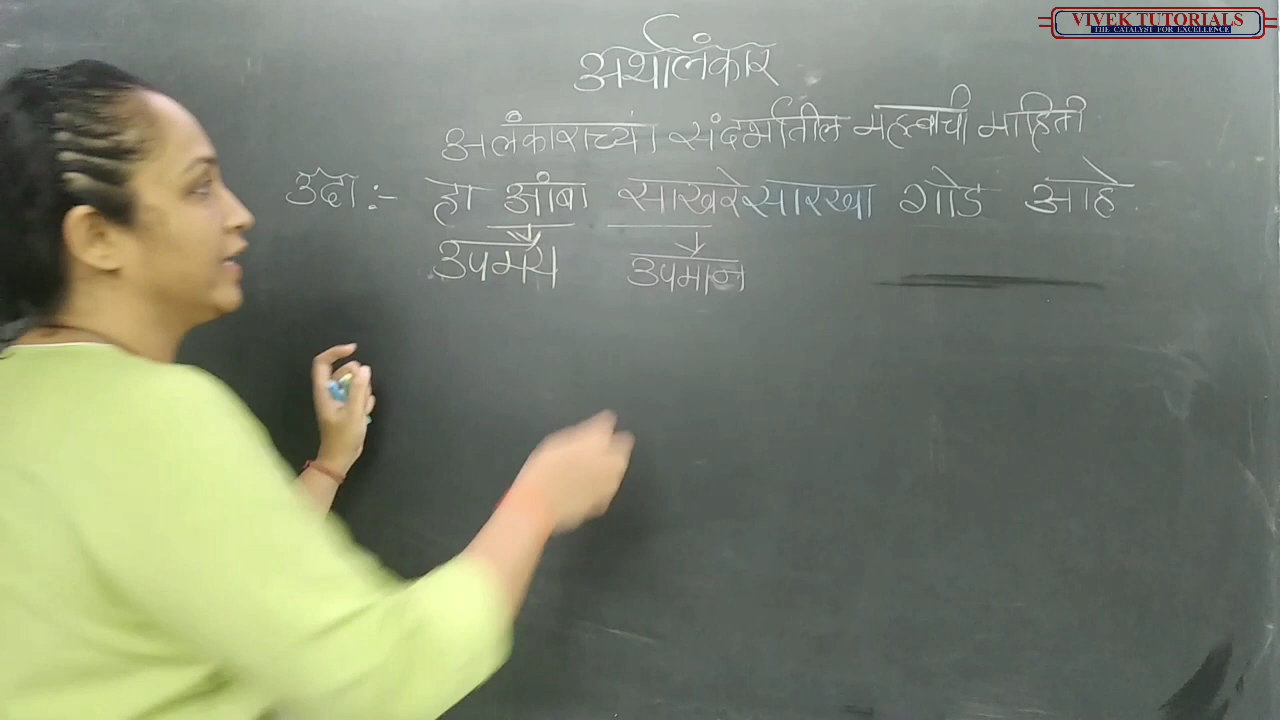 VIVEK TUTORIALS
THE CATALYST FOR EXCELLENCE
अर्थालंकार
अलंकाराच्या संदर्भातील महत्वाची माहिती
उदा :- हा आंबा साखरेसारखा गोड आहे.
उपमेय उपमान